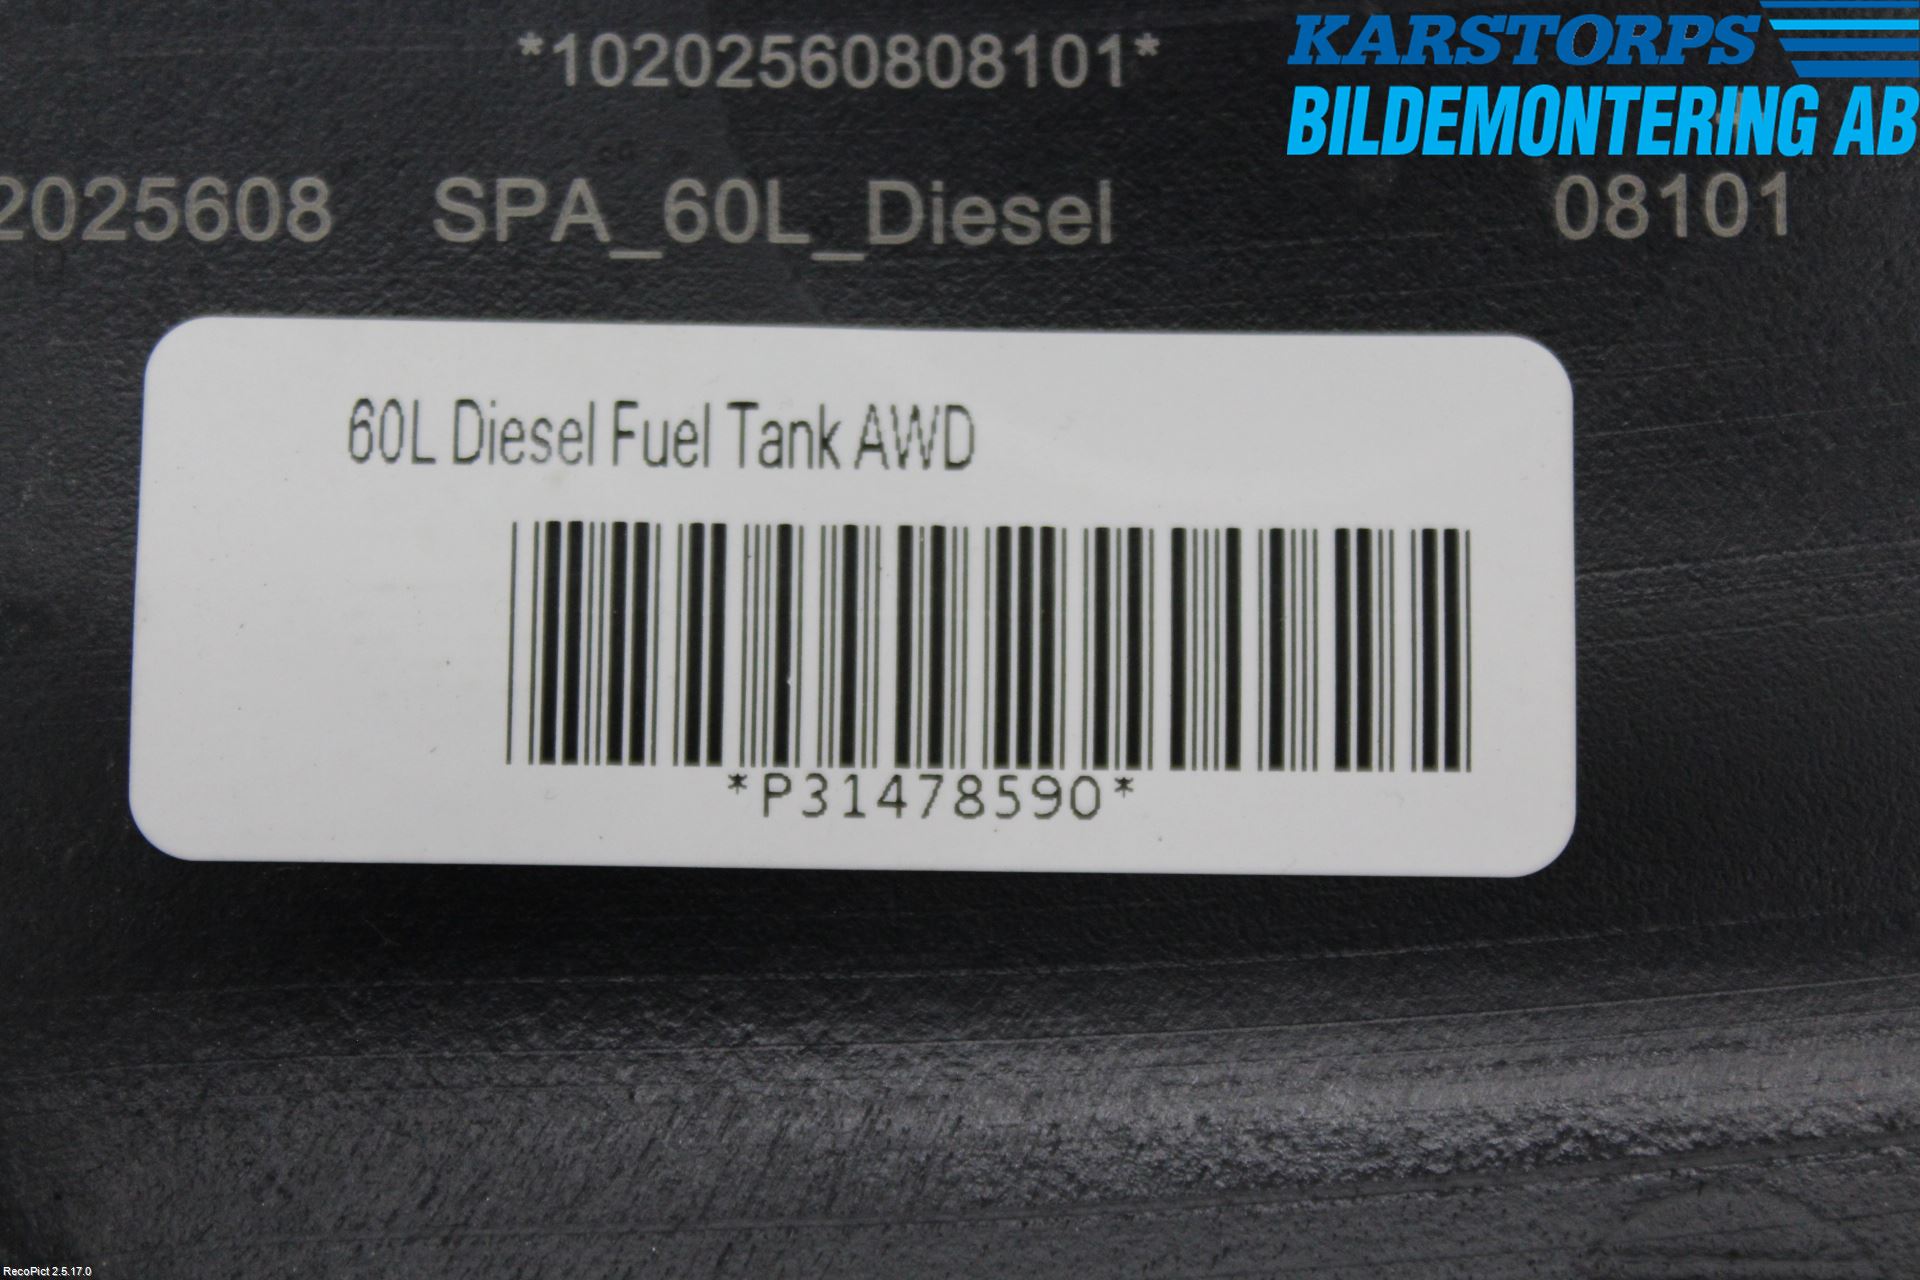 KARSTORPS
BILDEMONTERING AB
*10202560808101*
2025608 SPA_60L_Diesel 08101
60L Diesel Fuel Tank AWD
*P31478590*
RecoPict 2.5.17.0